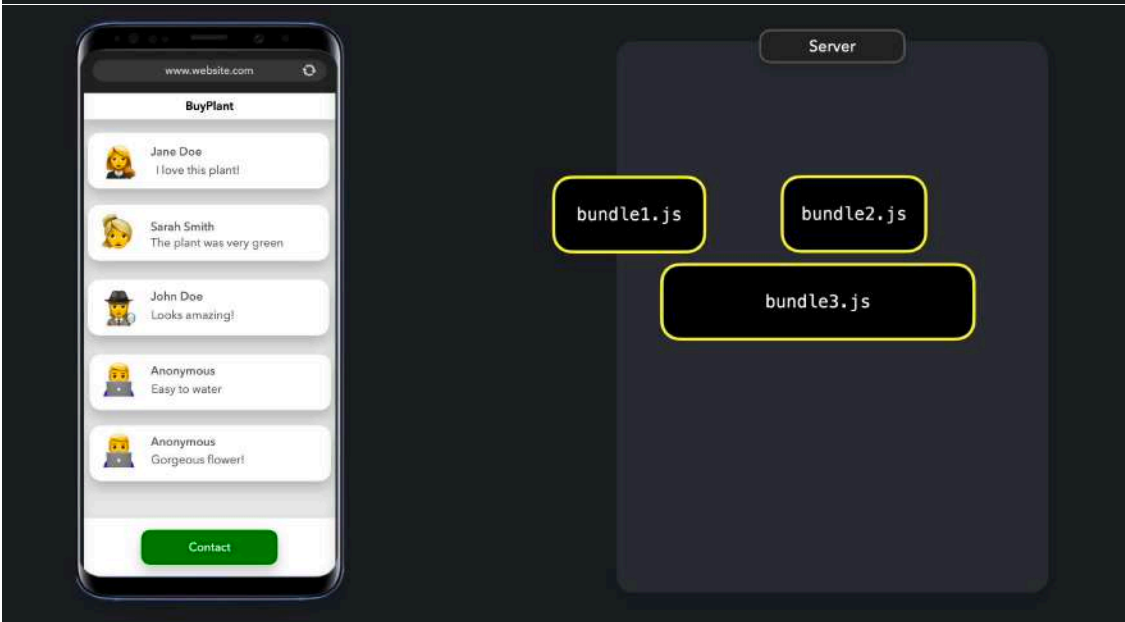 www.website.com
BuyPlant
Jane Doe
I love this plant!
Sarah Smith
The plant was very green
John Doe
Looks amazing!
Anonymous
Easy to water
Anonymous
Gorgeous flower!
Contact
Server
bundle1.js
bundle2.js
bundle3.js